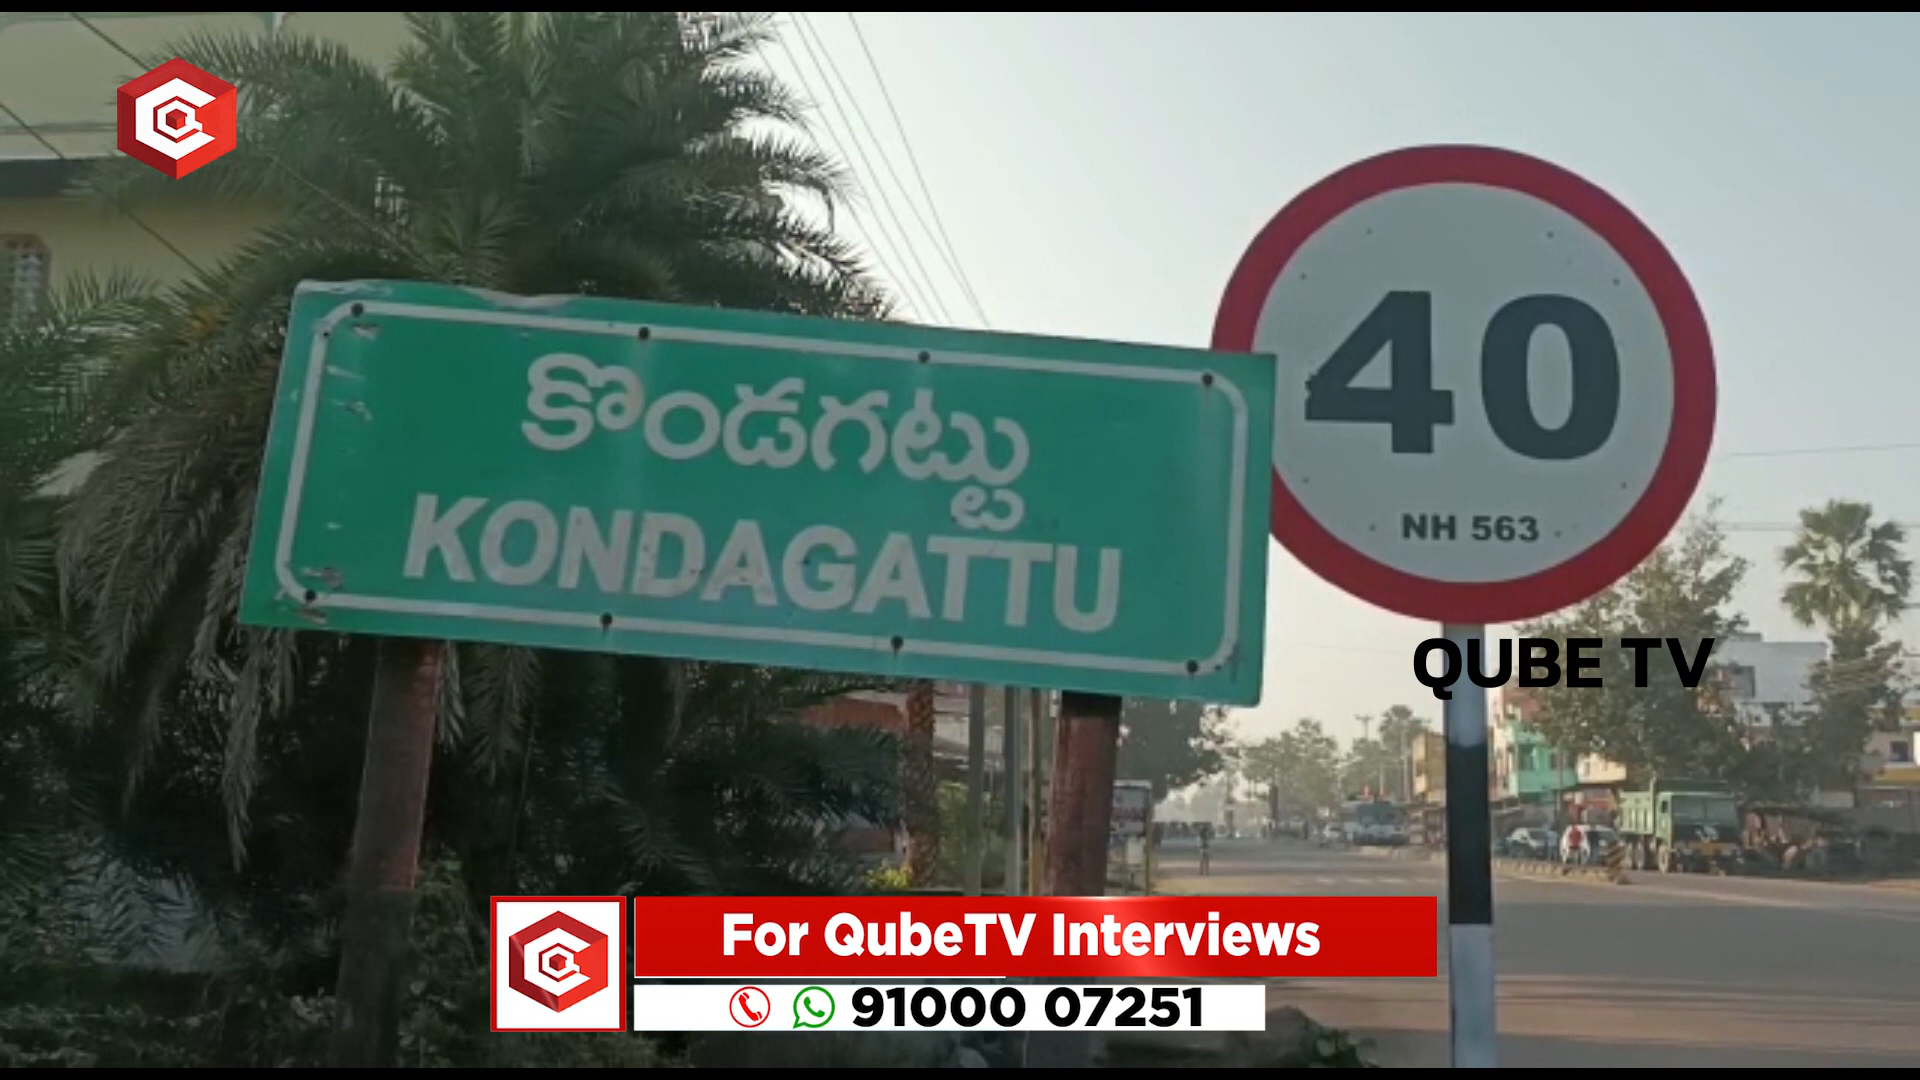 కొండగట్టు
KONDAGATTU
40
NH 563
QUBE TV
For QubeTV Interviews
91000 07251